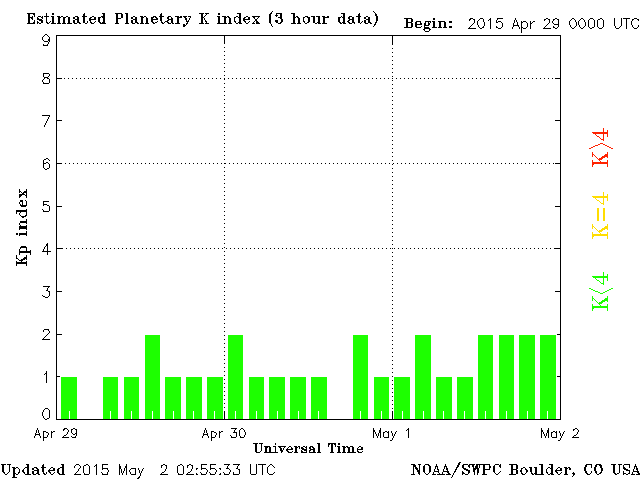 Estimated Planetary K index (3 hour data) Begin: 2015 Apr 29 0000 UTC
9
8
7
6
5
4
3
2
1
0
Kp index
K>4
K=4
K<4
Apr 29 Apr 30 May 1 May 2
Universal Time
Updated 2015 May 2 02:55:33 UTC NOAA/SWPC Boulder, CO USA